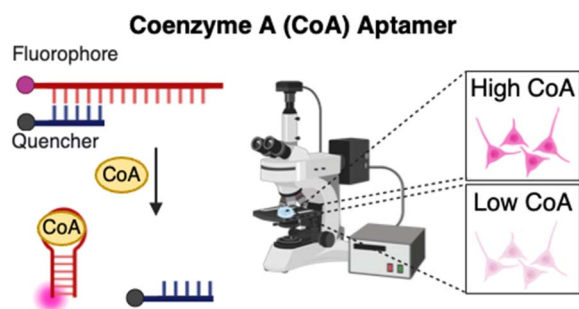 Coenzyme A (CoA) Aptamer
Fluorophore
Quencher
CoA
CoA
High CoA
Low CoA